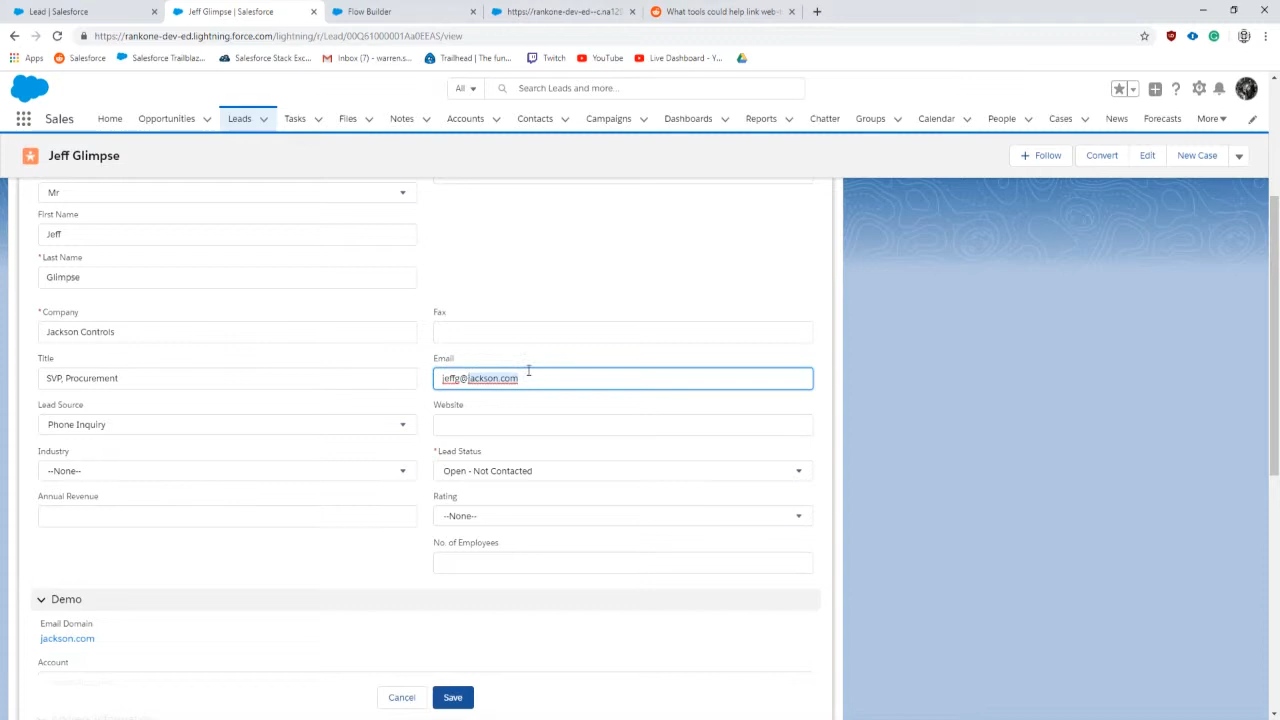 Lead | Salesforce
Jeff Glimpse | Salesforce
Flow Builder
https://rankone-dev-ed--c.na125
What tools could help link web-
https://rankone-dev-ed.lightning.force.com/lightning/r/Lead/00Q61000001Aa0EEAS/view
Apps
Salesforce
Salesforce Trailblaz...
Salesforce Stack Exc...
Inbox (7) - warren.s...
Trailhead | The fun...
Twitch
YouTube
Live Dashboard - Y...
All
Search Leads and more...
Sales
Home
Opportunities
Leads
Tasks
Files
Notes
Accounts
Contacts
Campaigns
Dashboards
Reports
Chatter
Groups
Calendar
People
Cases
News
Forecasts
More
Jeff Glimpse
+ Follow
Convert
Edit
New Case
Mr
First Name
Jeff
*Last Name
Glimpse
*Company
Fax
Jackson Controls
Title
Email
SVP, Procurement
jeffg@jackson.com
Lead Source
Website
Phone Inquiry
Industry
*Lead Status
--None--
Open - Not Contacted
Annual Revenue
Rating
--None--
No. of Employees
Demo
Email Domain
jackson.com
Account
Cancel
Save